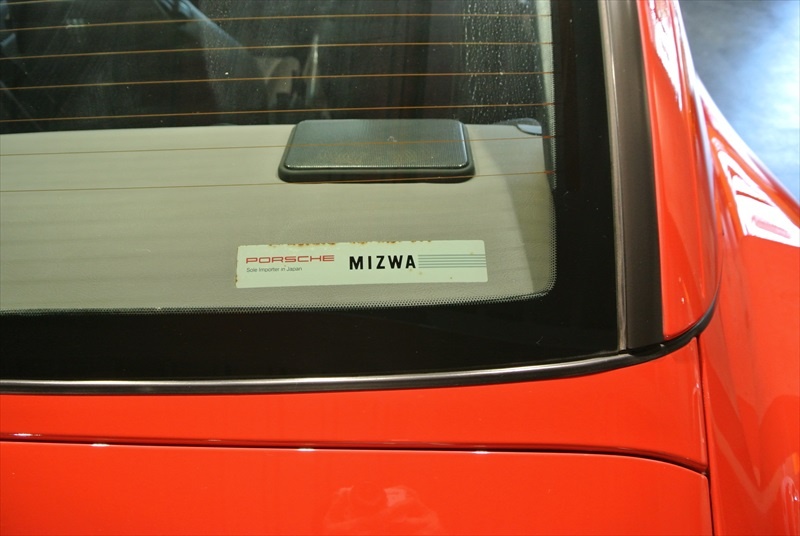 PORSCHE MIZWA
Sole Importer in Japan